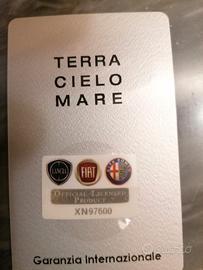 TERRA
CIELO
MARE
LANCIA
FIAT
OFFICIAL LICENSED
PRODUCT
XN97600
Garanzia Internazionale